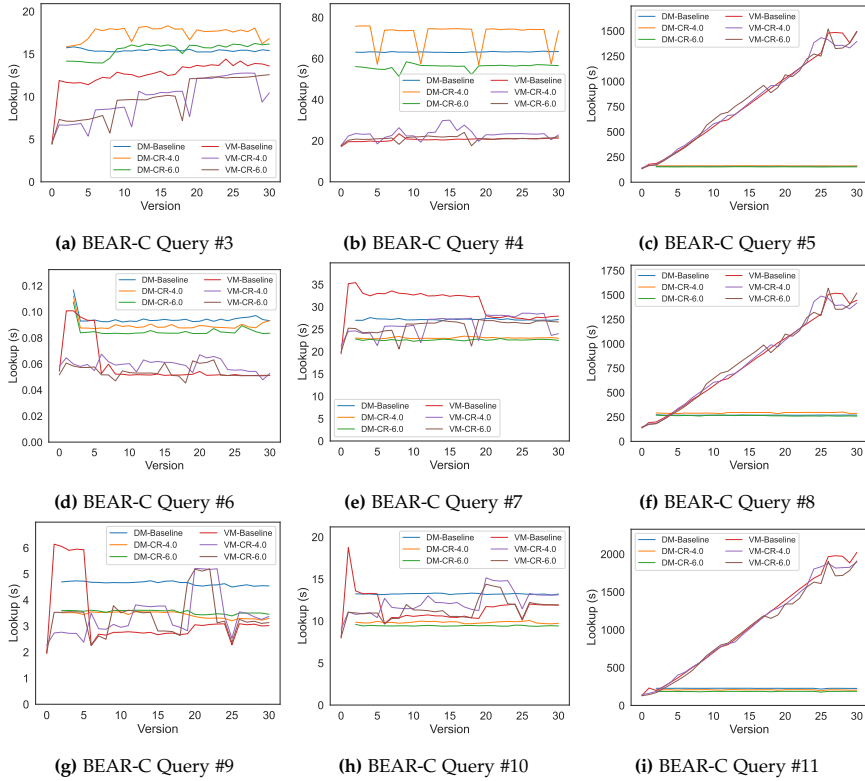 20
15
10
5
0
Lookup (s)
DM-Baseline
DM-CR-4.0
DM-CR-6.0
VM-Baseline
VM-CR-4.0
VM-CR-6.0
0 5 10 15 20 25 30
Version
(a) BEAR-C Query #3
80
60
40
20
0
Lookup (s)
DM-Baseline
DM-CR-4.0
DM-CR-6.0
VM-Baseline
VM-CR-4.0
VM-CR-6.0
0 5 10 15 20 25 30
Version
(b) BEAR-C Query #4
1500
1250
1000
750
500
250
0
Lookup (s)
DM-Baseline
DM-CR-4.0
DM-CR-6.0
VM-Baseline
VM-CR-4.0
VM-CR-6.0
0 5 10 15 20 25 30
Version
(c) BEAR-C Query #5
0.12
0.10
0.08
0.06
0.04
0.02
0.00
Lookup (s)
DM-Baseline
DM-CR-4.0
DM-CR-6.0
VM-Baseline
VM-CR-4.0
VM-CR-6.0
0 5 10 15 20 25 30
Version
(d) BEAR-C Query #6
35
30
25
20
15
10
5
0
Lookup (s)
DM-Baseline
DM-CR-4.0
DM-CR-6.0
VM-Baseline
VM-CR-4.0
VM-CR-6.0
0 5 10 15 20 25 30
Version
(e) BEAR-C Query #7
1750
1500
1250
1000
750
500
250
0
Lookup (s)
DM-Baseline
DM-CR-4.0
DM-CR-6.0
VM-Baseline
VM-CR-4.0
VM-CR-6.0
0 5 10 15 20 25 30
Version
(f) BEAR-C Query #8
6
5
4
3
2
1
0
Lookup (s)
DM-Baseline
DM-CR-4.0
DM-CR-6.0
VM-Baseline
VM-CR-4.0
VM-CR-6.0
0 5 10 15 20 25 30
Version
(g) BEAR-C Query #9
20
15
10
5
0
Lookup (s)
DM-Baseline
DM-CR-4.0
DM-CR-6.0
VM-Baseline
VM-CR-4.0
VM-CR-6.0
0 5 10 15 20 25 30
Version
(h) BEAR-C Query #10
2000
1500
1000
500
0
Lookup (s)
DM-Baseline
DM-CR-4.0
DM-CR-6.0
VM-Baseline
VM-CR-4.0
VM-CR-6.0
0 5 10 15 20 25 30
Version
(i) BEAR-C Query #11